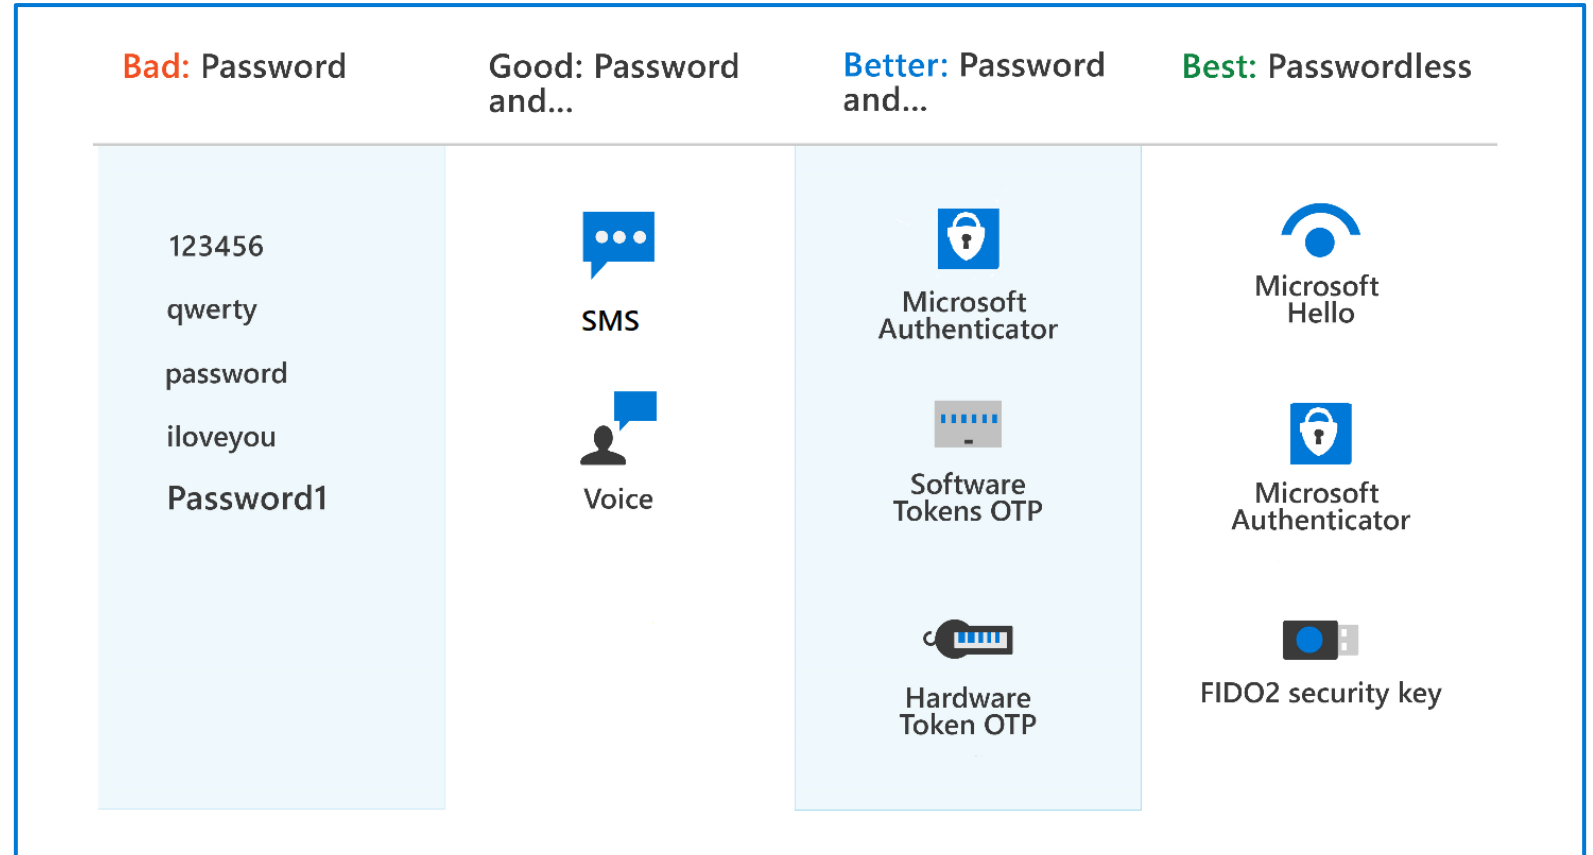 Bad: Password
Good: Password
and...
Better: Password
and...
Best: Passwordless
123456
qwerty
password
iloveyou
Password1
SMS
Voice
Microsoft
Authenticator
Software
Tokens OTP
Hardware
Token OTP
Microsoft
Hello
Microsoft
Authenticator
FIDO2 security key